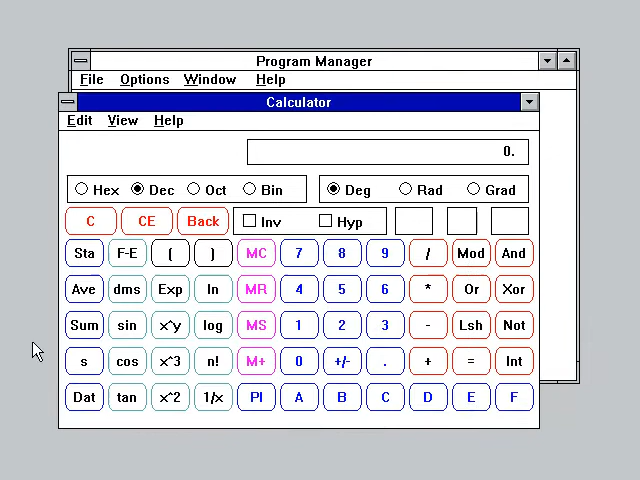 Program Manager
File Options Window Help
Calculator
Edit View Help
0.
Hex Dec Oct Bin Deg Rad Grad
C CE Back Inv Hyp
Sta F-E ( ) MC 7 8 9 / Mod And
Ave dms Exp ln MR 4 5 6 * Or Xor
Sum sin x^y log MS 1 2 3 - Lsh Not
s cos x^3 n! M+ 0 +/- . + = Int
Dat tan x^2 1/x PI A B C D E F